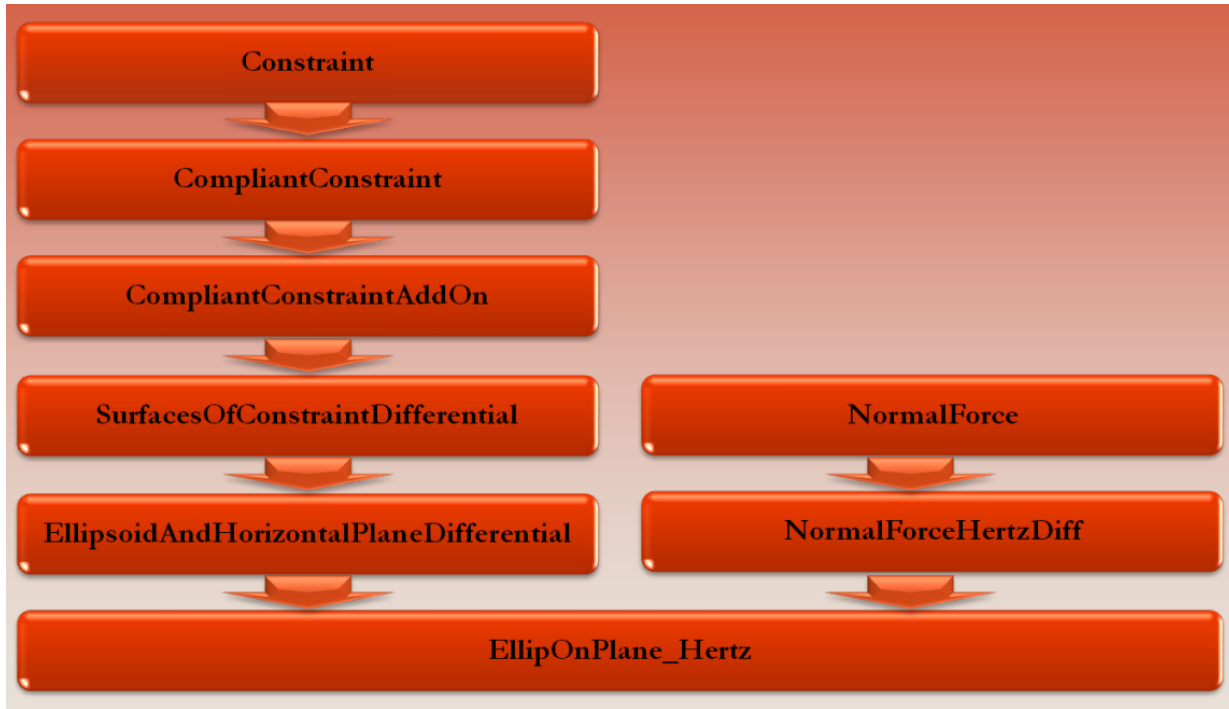 Constraint
CompliantConstraint
CompliantConstraintAddOn
SurfacesOfConstraintDifferential
NormalForce
EllipsoidAndHorizontalPlaneDifferential
NormalForceHertzDiff
EllipOnPlane_Hertz